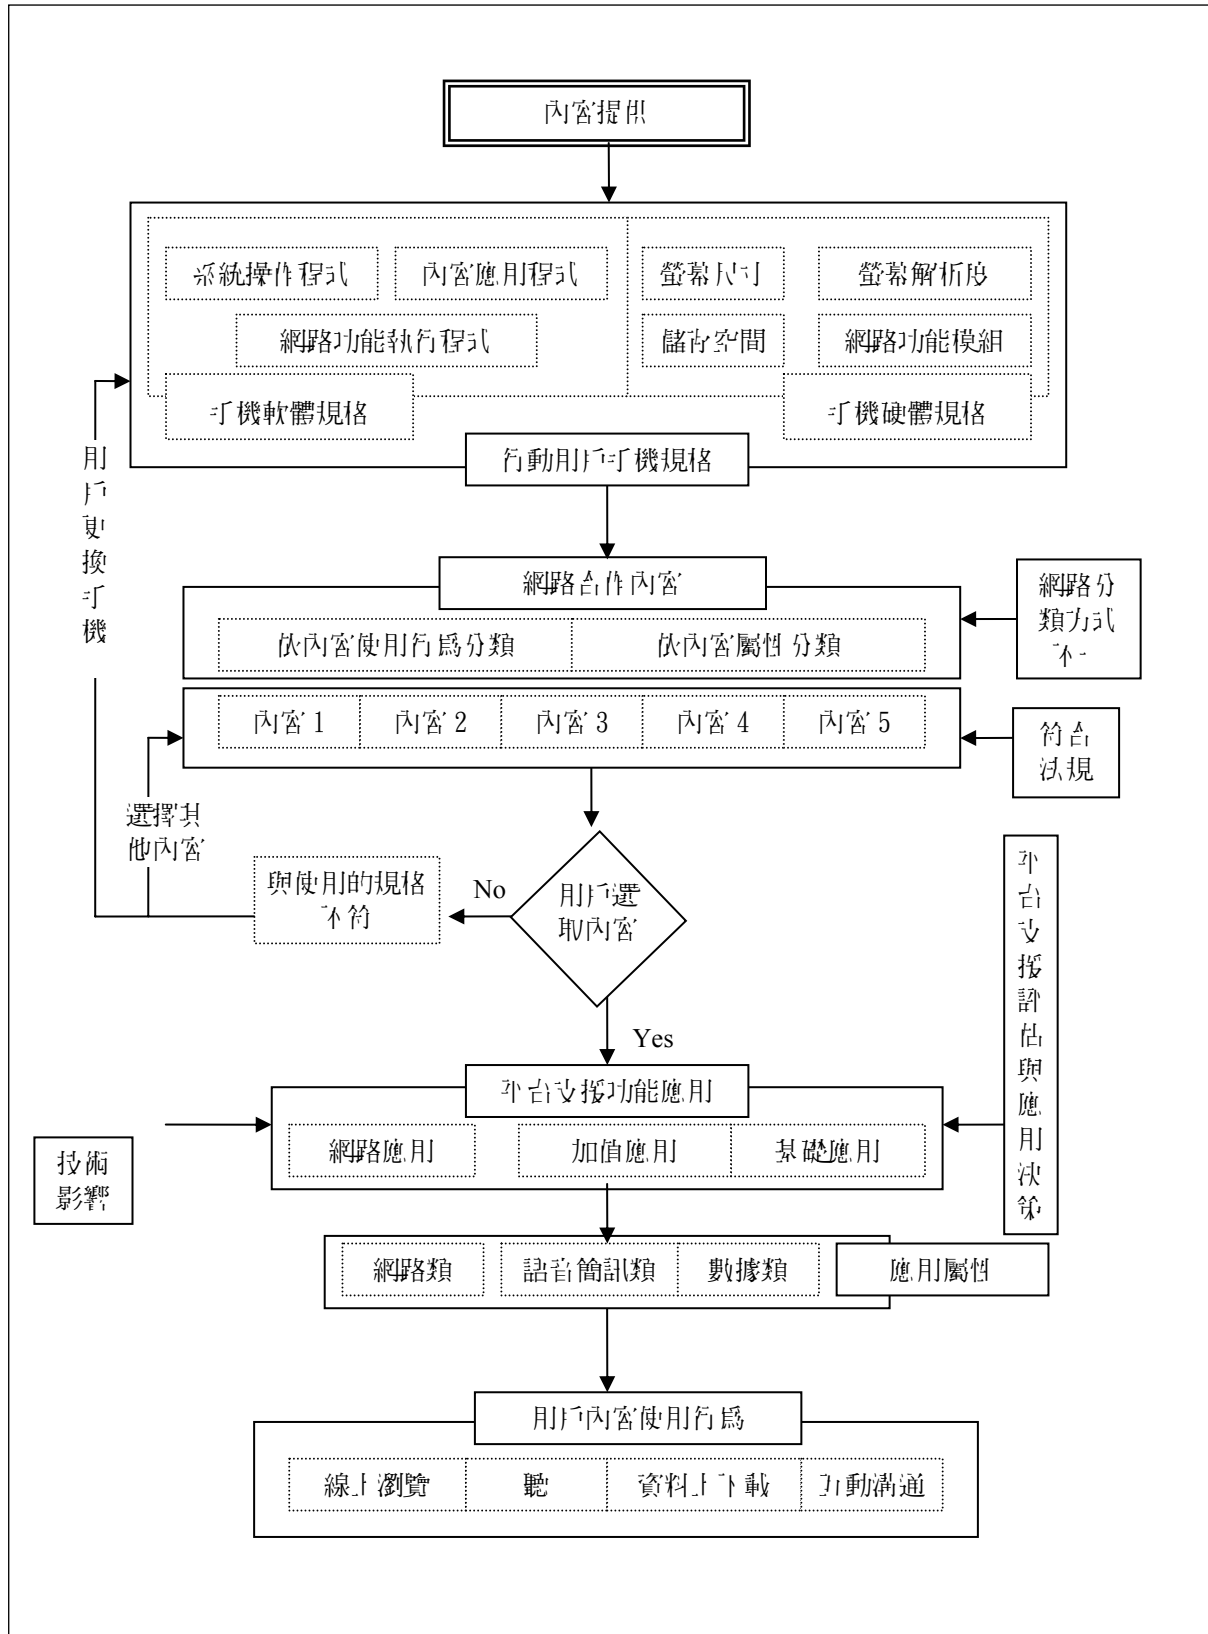 內容提供
系統操作程式
內容應用程式
螢幕尺寸
螢幕解析度
網路功能執行程式
儲存空間
網路功能模組
手機軟體規格
手機硬體規格
行動用戶手機規格
用
戶
更
換
手
機
網路合作內容
依內容使用行為分類
依內容屬性分類
網路分
類方式
不一
內容 1
內容 2
內容 3
內容 4
內容 5
符合
法規
選擇其
他內容
與使用的規格
不符
No
用戶選
取內容
Yes
平
台
支
援
評
估
與
應
用
決
策
平台支援功能應用
網路應用
加值應用
基礎應用
技術
影響
網路類
語音簡訊類
數據類
應用屬性
用戶內容使用行為
線上瀏覽
聽
資料上下載
互動溝通